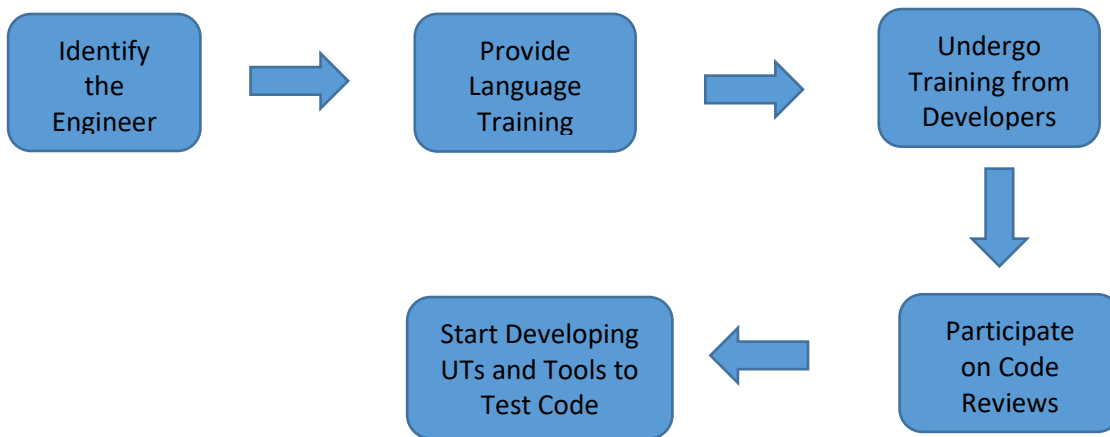 Identify
the
Engineer
Provide
Language
Training
Undergo
Training from
Developers
Participate
on Code
Reviews
Start Developing
UTs and Tools to
Test Code